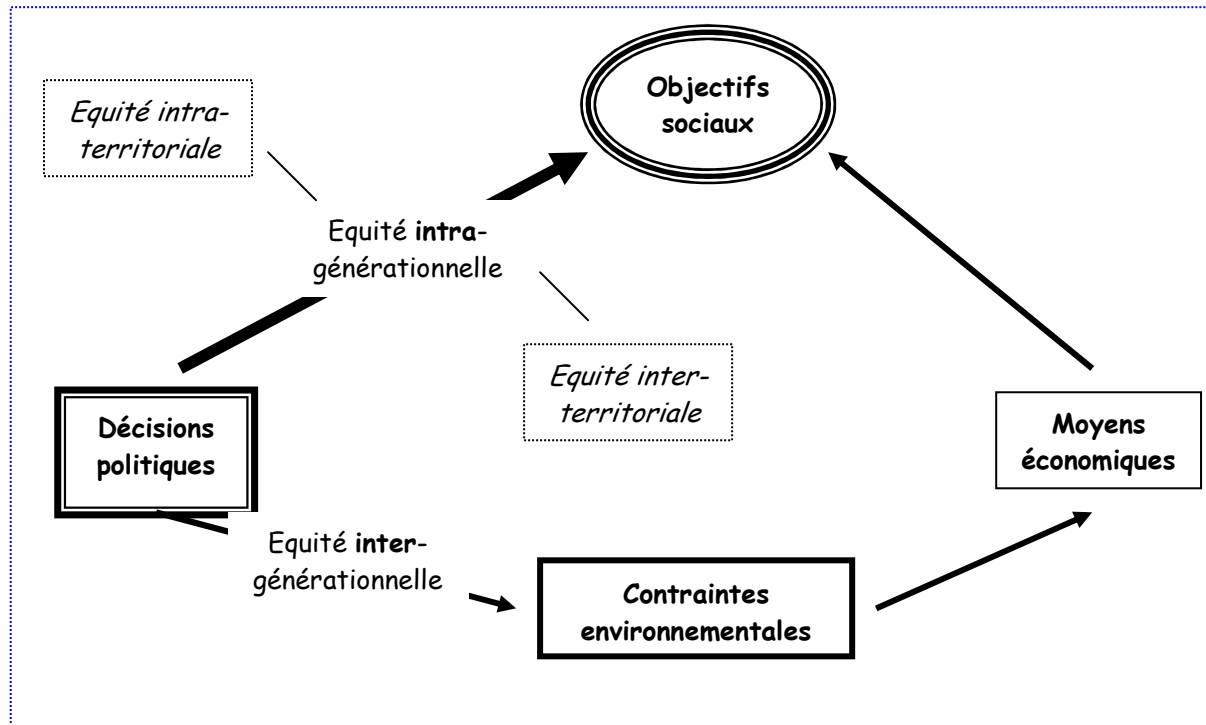 Objectifs
sociaux
Equité intra-
territoriale
Equité intra-
générationnelle
Equité inter-
territoriale
Décisions
politiques
Moyens
économiques
Equité inter-
générationnelle
Contraintes
environnementales